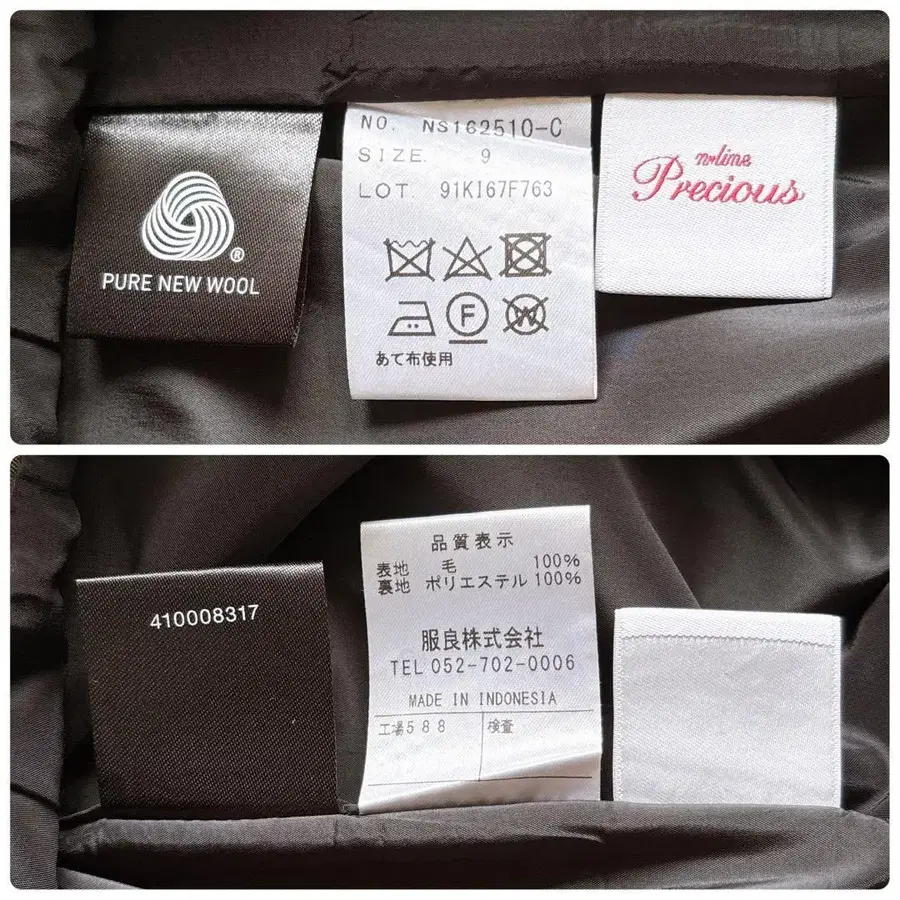 PURE NEW WOOL
NO. NS162510-C
SIZE. 9
LOT. 91KI67F763
F
W
あて布使用
n*line
Precious
410008317
品質表示
表地 毛 100%
裏地 ポリエステル 100%
服良株式会社
TEL 052-702-0006
MADE IN INDONESIA
工場588 検査